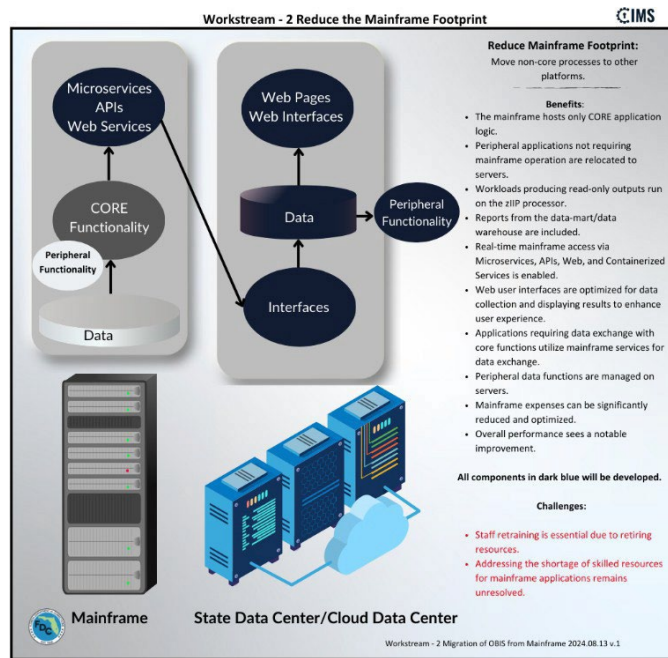 Workstream - 2 Reduce the Mainframe Footprint
IMS
Microservices
APIs
Web Services
CORE
Functionality
Peripheral
Functionality
Data
Web Pages
Web Interfaces
Data
Peripheral
Functionality
Interfaces
Mainframe
State Data Center/Cloud Data Center
FDC
Reduce Mainframe Footprint:
Move non-core processes to other
platforms.
Benefits:
• The mainframe hosts only CORE application
logic.
• Peripheral applications not requiring
mainframe operation are relocated to
servers.
• Workloads producing read-only outputs run
on the zIIP processor.
• Reports from the data-mart/data
warehouse are included.
• Real-time mainframe access via
Microservices, APIs, Web, and Containerized
Services is enabled.
• Web user interfaces are optimized for data
collection and displaying results to enhance
user experience.
• Applications requiring data exchange with
core functions utilize mainframe services for
data exchange.
• Peripheral data functions are managed on
servers.
• Mainframe expenses can be significantly
reduced and optimized.
• Overall performance sees a notable
improvement.
All components in dark blue will be developed.
Challenges:
• Staff retraining is essential due to retiring
resources.
• Addressing the shortage of skilled resources
for mainframe applications remains
unresolved.
Workstream - 2 Migration of OBIS from Mainframe 2024.08.13 v.1